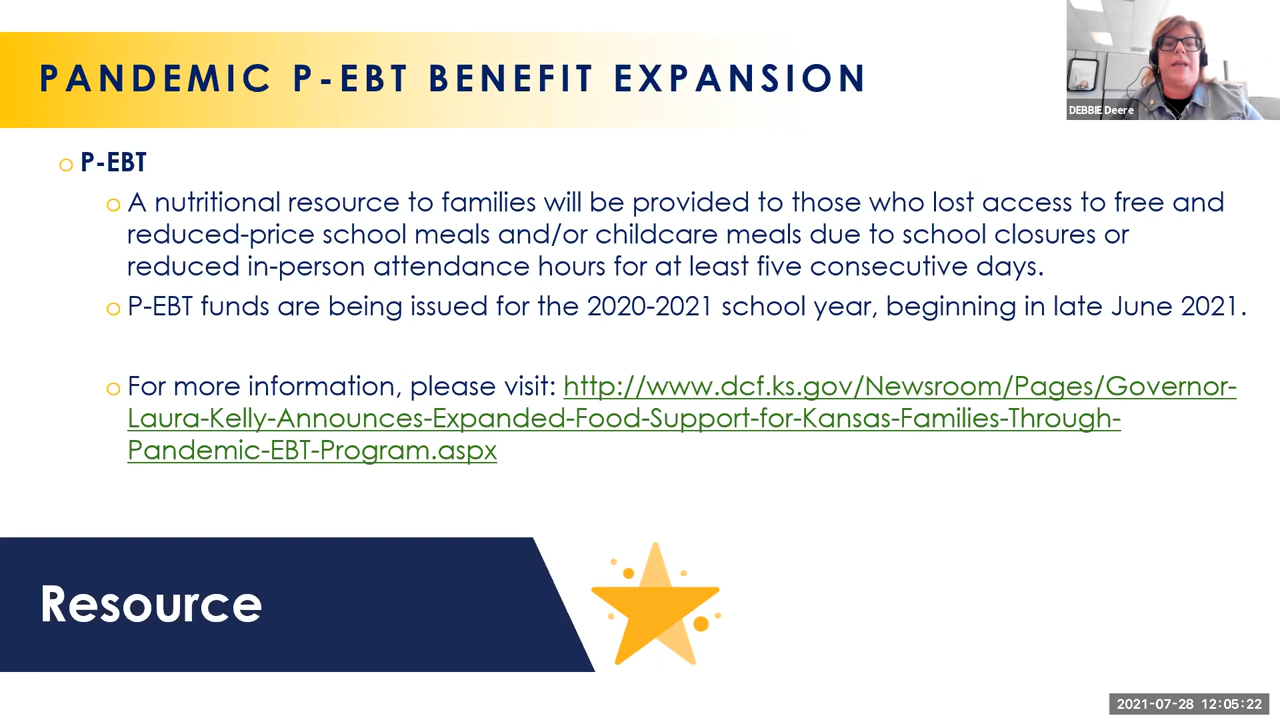 PANDEMIC P-EBT BENEFIT EXPANSION
DEBBIE Deere
P-EBT
A nutritional resource to families will be provided to those who lost access to free and
reduced-price school meals and/or childcare meals due to school closures or
reduced in-person attendance hours for at least five consecutive days.
P-EBT funds are being issued for the 2020-2021 school year, beginning in late June 2021.
For more information, please visit: http://www.dcf.ks.gov/Newsroom/Pages/Governor-
Laura-Kelly-Announces-Expanded-Food-Support-for-Kansas-Families-Through-
Pandemic-EBT-Program.aspx
Resource
2021-07-28 12:05:22